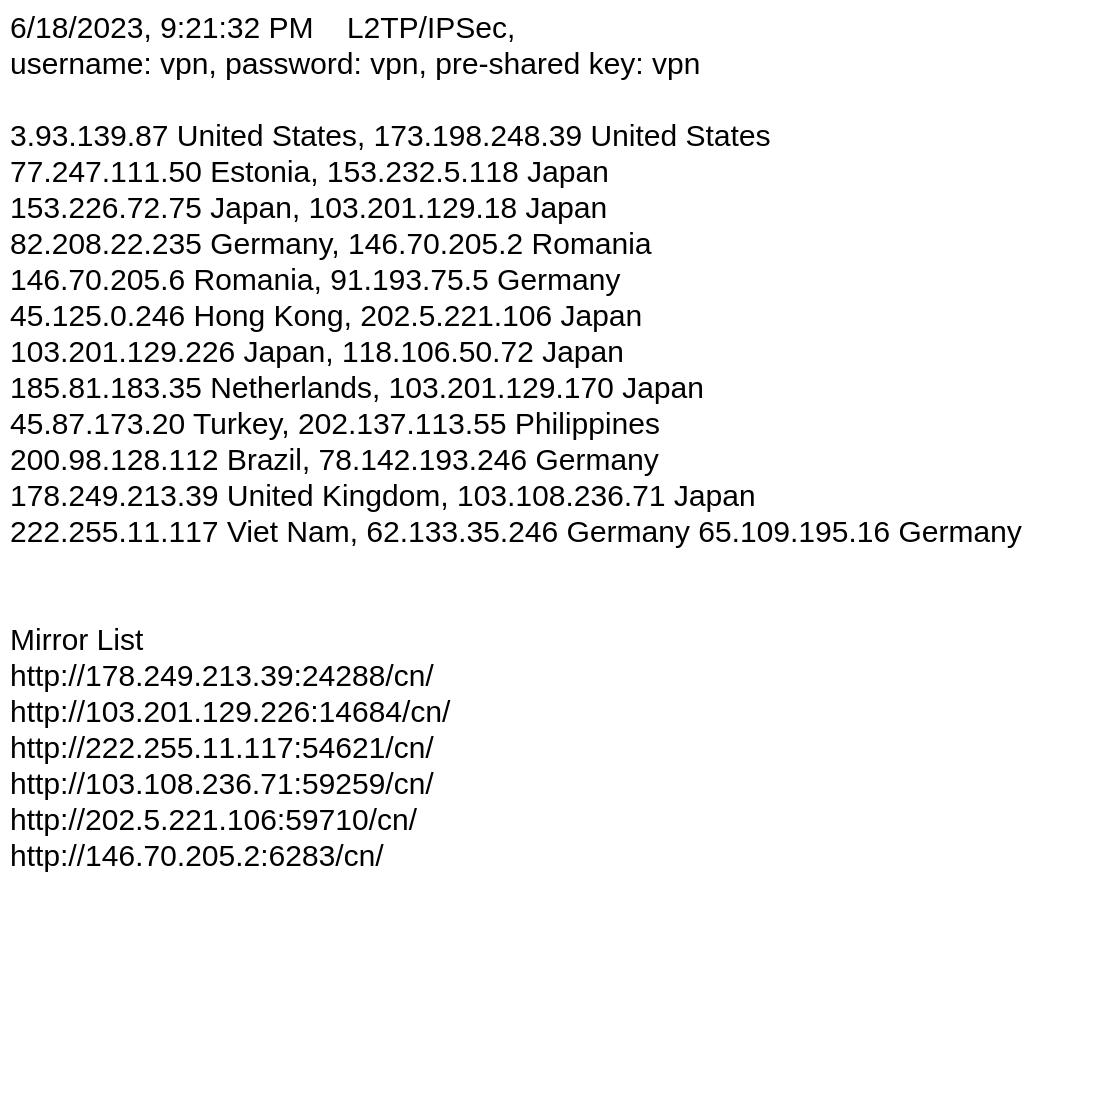 6/18/2023, 9:21:32 PM    L2TP/IPSec,
username: vpn, password: vpn, pre-shared key: vpn
3.93.139.87 United States, 173.198.248.39 United States
77.247.111.50 Estonia, 153.232.5.118 Japan
153.226.72.75 Japan, 103.201.129.18 Japan
82.208.22.235 Germany, 146.70.205.2 Romania
146.70.205.6 Romania, 91.193.75.5 Germany
45.125.0.246 Hong Kong, 202.5.221.106 Japan
103.201.129.226 Japan, 118.106.50.72 Japan
185.81.183.35 Netherlands, 103.201.129.170 Japan
45.87.173.20 Turkey, 202.137.113.55 Philippines
200.98.128.112 Brazil, 78.142.193.246 Germany
178.249.213.39 United Kingdom, 103.108.236.71 Japan
222.255.11.117 Viet Nam, 62.133.35.246 Germany 65.109.195.16 Germany
Mirror List
http://178.249.213.39:24288/cn/
http://103.201.129.226:14684/cn/
http://222.255.11.117:54621/cn/
http://103.108.236.71:59259/cn/
http://202.5.221.106:59710/cn/
http://146.70.205.2:6283/cn/